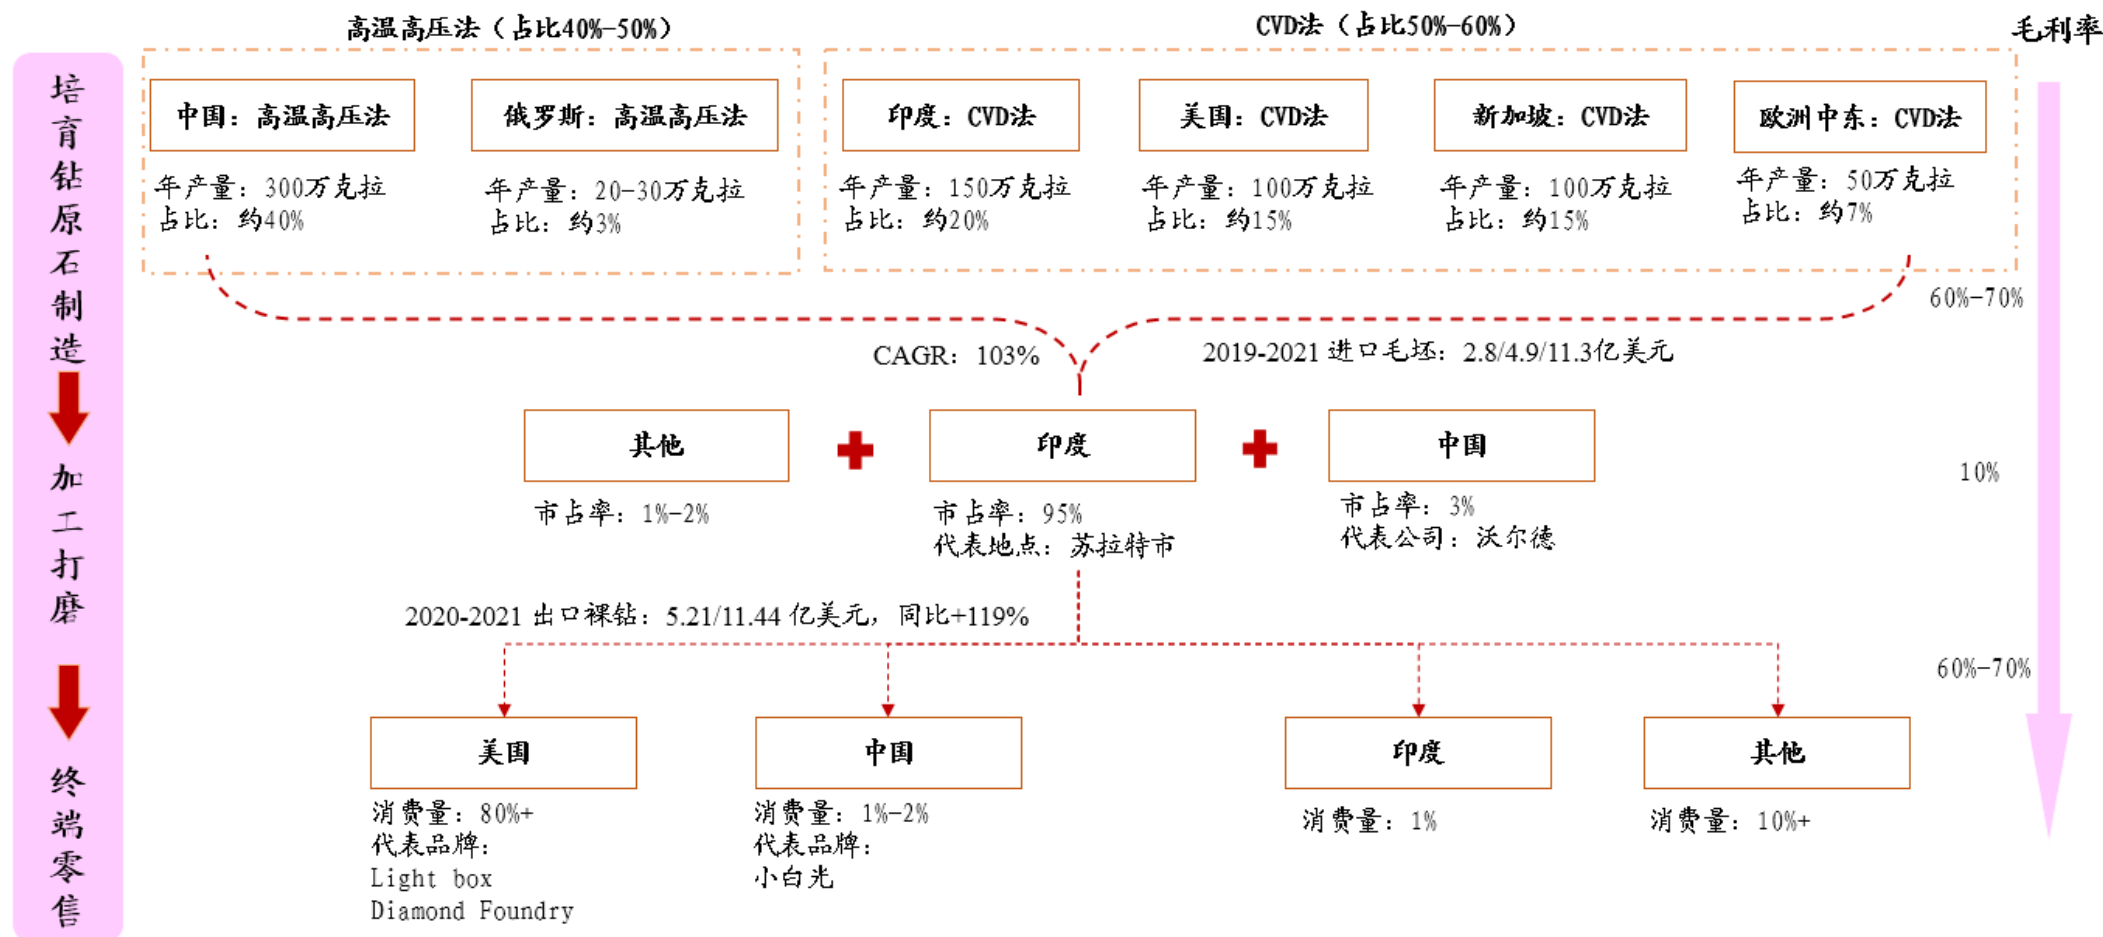 高温高压法（占比40%-50%）
CVD法（占比50%-60%）
毛利率
培育钻原石制造
中国：高温高压法
俄罗斯：高温高压法
印度：CVD法
美国：CVD法
新加坡：CVD法
欧洲中东：CVD法
年产量：300万克拉
占比：约40%
年产量：20-30万克拉
占比：约3%
年产量：150万克拉
占比：约20%
年产量：100万克拉
占比：约15%
年产量：100万克拉
占比：约15%
年产量：50万克拉
占比：约7%
60%-70%
CAGR：103%
2019-2021 进口毛坯：2.8/4.9/11.3亿美元
加工打磨
其他
印度
中国
10%
市占率：1%-2%
市占率：95%
代表地点：苏拉特市
市占率：3%
代表公司：沃尔德
2020-2021 出口裸钻：5.21/11.44 亿美元，同比+119%
60%-70%
终端零售
美国
中国
印度
其他
消费量：80%+
代表品牌：
Light box
Diamond Foundry
消费量：1%-2%
代表品牌：
小白光
消费量：1%
消费量：10%+